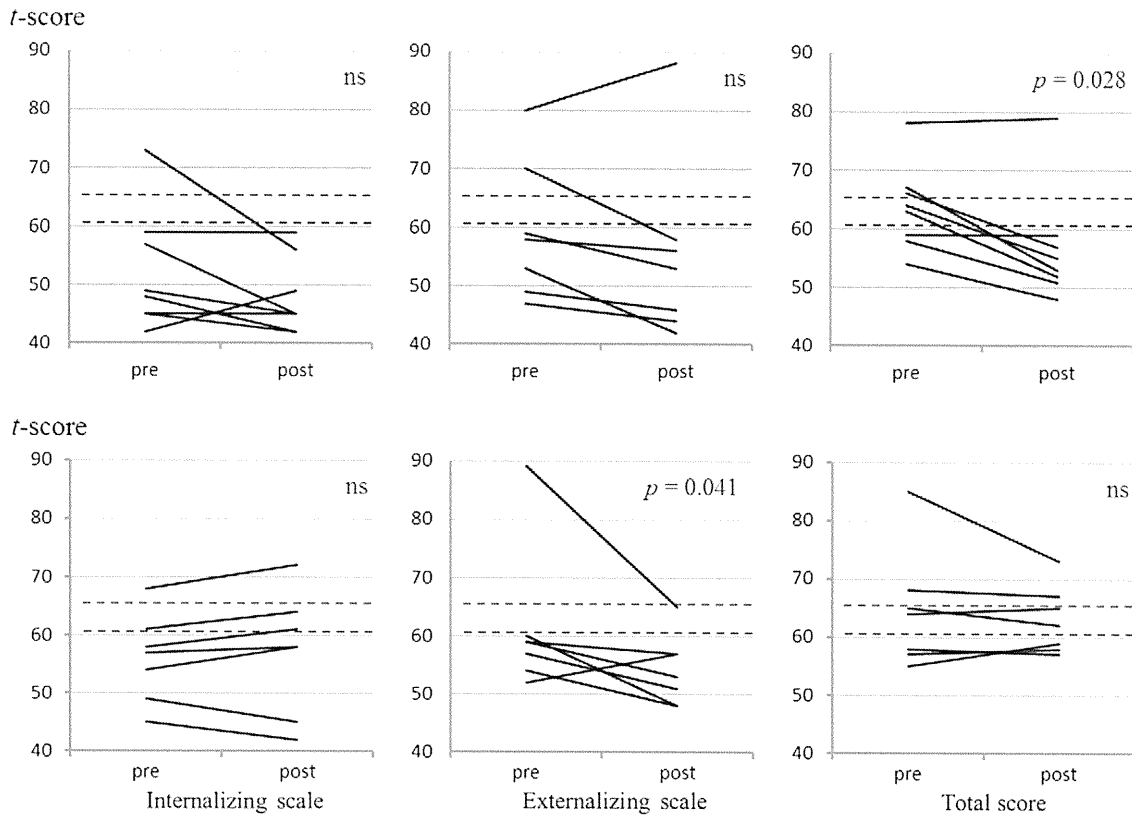 t-score
90 80 70 60 50 40
ns
pre post
90 80 70 60 50 40
ns
pre post
90 80 70 60 50 40
p = 0.028
pre post
t-score
90 80 70 60 50 40
ns
pre post
Internalizing scale
90 80 70 60 50 40
p = 0.041
pre post
Externalizing scale
90 80 70 60 50 40
ns
pre post
Total score